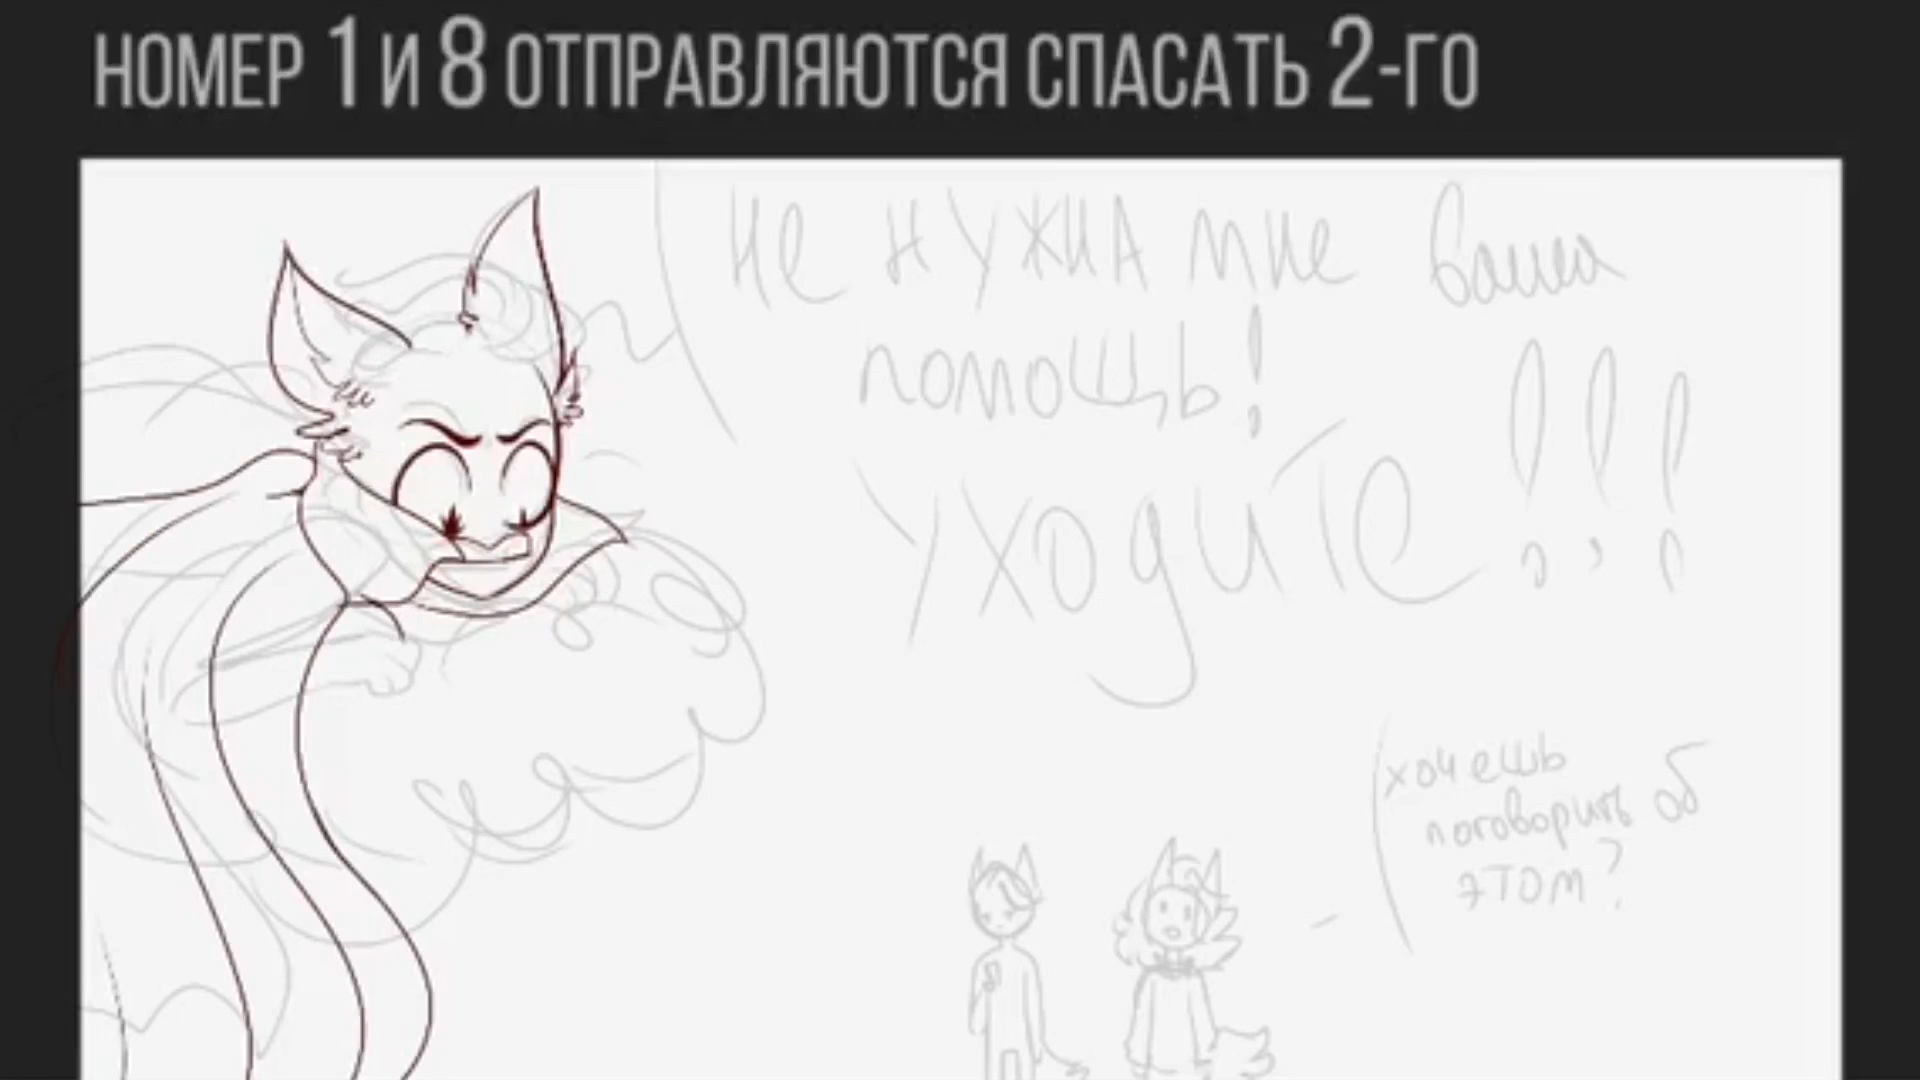 НОМЕР 1 И 8 ОТПРАВЛЯЮТСЯ СПАСАТЬ 2-ГО
не нужна мне ваша
помощь!
уходите!!!
хочешь
поговорить об
этом?